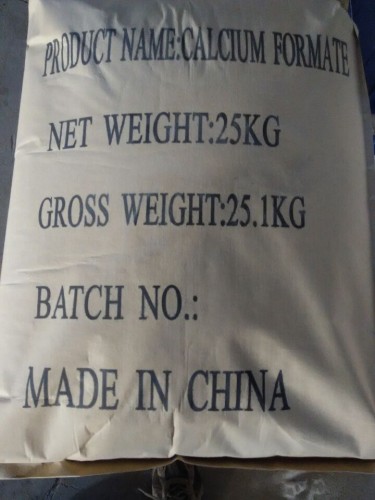 PRODUCT NAME:CALCIUM FORMATE
NET WEIGHT:25KG
GROSS WEIGHT:25.1KG
BATCH NO.:
MADE IN CHINA